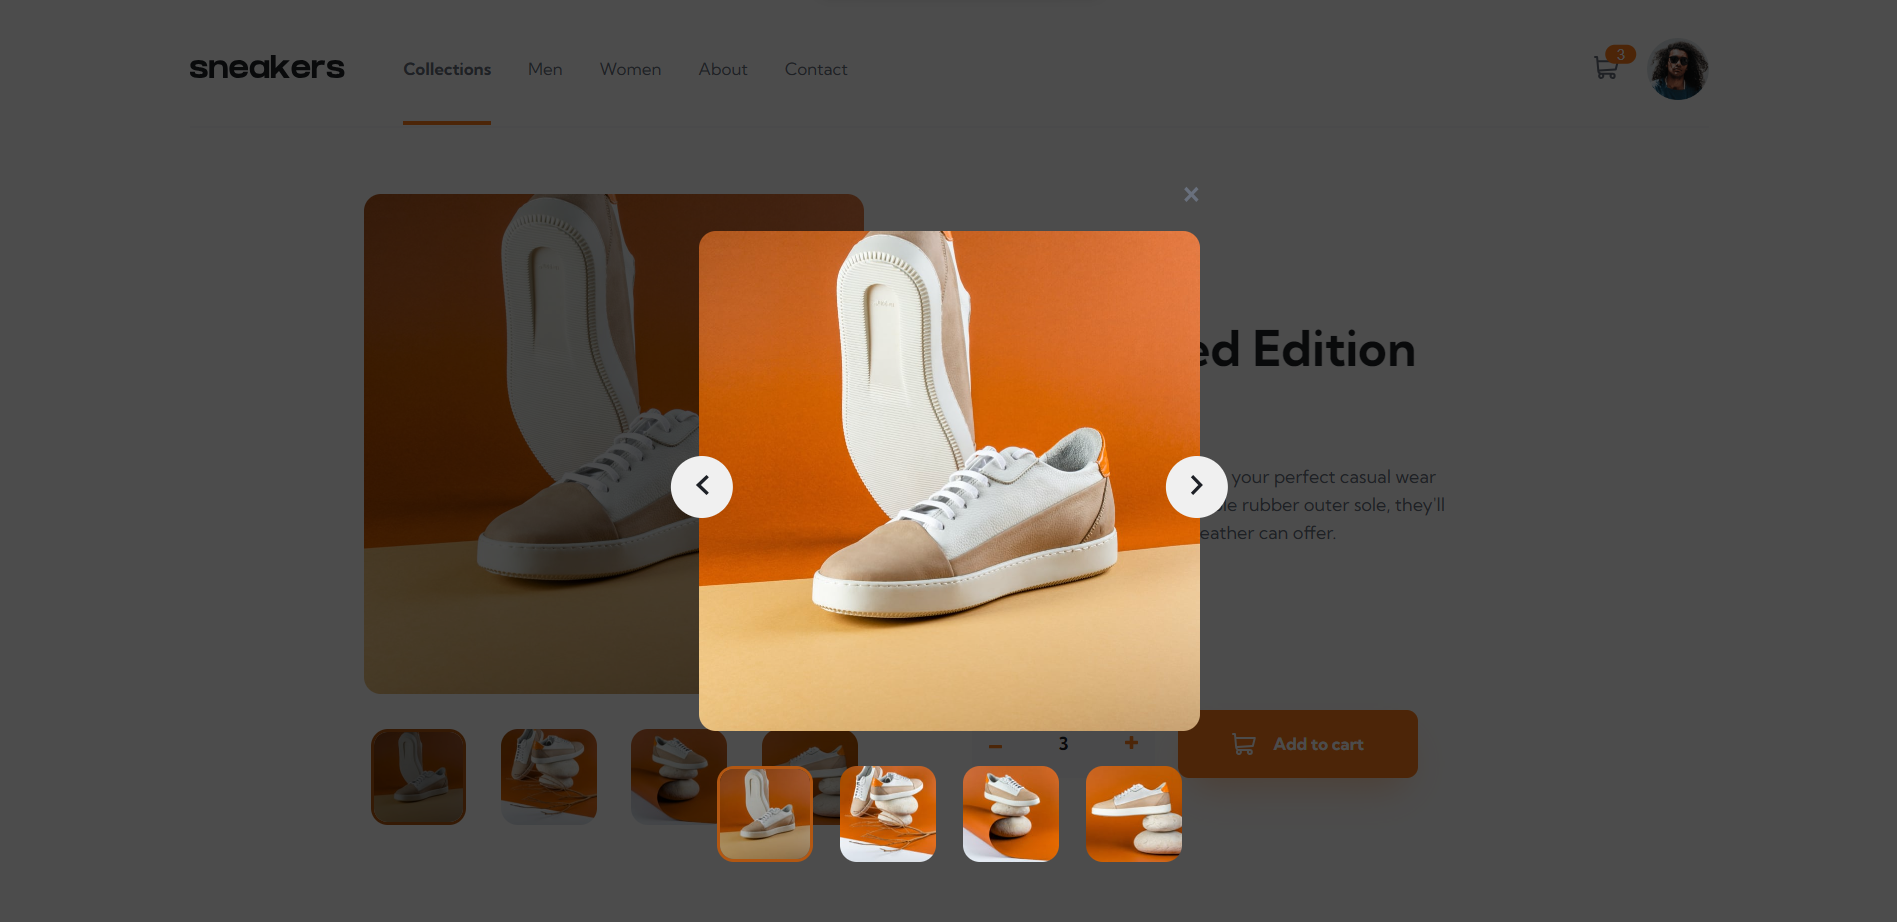 sneakers
Collections Men Women About Contact
3
×
ed Edition
your perfect casual wear
le rubber outer sole, they'll
eather can offer.
– 3 +
Add to cart